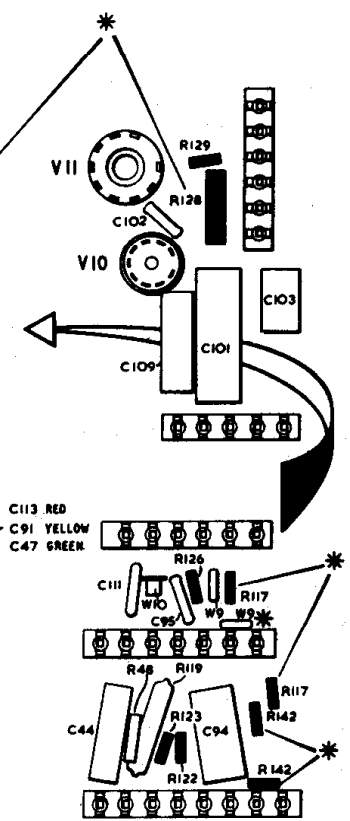 *
V11
R129
R128
C102
V10
C103
C101
C109
C113 RED
C91 YELLOW
C47 GREEN
R126
C111
W10
C95
W9
R117
W9
*
*
R48
R119
R117
R142
C44
R123
C94
R122
R142
*